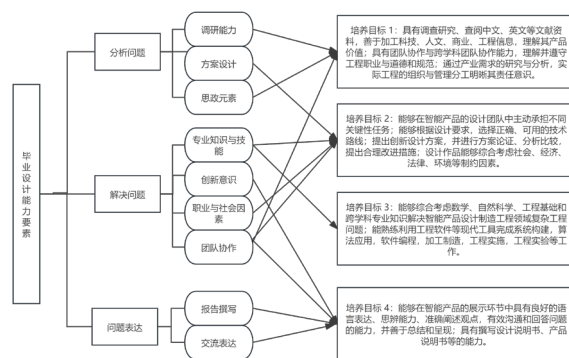 毕业设计能力要素
分析问题
解决问题
问题表达
调研能力
方案设计
思政元素
专业知识与技
能
创新意识
职业与社会因
素
团队协作
报告撰写
交流表达
培养目标 1：具有调查研究、查阅中文、英文等文献资
料，善于加工科技、人文、商业、工程信息，理解其产品
价值；具有团队协作与跨学科团队协作能力，理解并遵守
工程职业与道德和规范；通过产业需求的研究与分析，实
际工程的组织与管理分工明晰其责任意识。
培养目标 2：能够在智能产品的设计团队中主动承担不同
关键性任务；能够根据设计要求，选择正确、可用的技术
路线；提出创新设计方案，并进行方案论证、分析比较，
提出合理改进措施；设计作品能够综合考虑社会、经济、
法律、环境等制约因素。
培养目标 3：能够综合考虑数学、自然科学、工程基础和
跨学科专业知识解决智能产品设计制造工程领域复杂工程
问题；能熟练利用工程软件等现代工具完成系统构建，算
法应用，软件编程，加工制造，工程实施，工程实验等工
作。
培养目标 4：能够在智能产品的展示环节中具有良好的语
言表达、思辨能力、准确阐述观点，有效沟通和回答问题
的能力，并善于总结和呈现；具有撰写设计说明书、产品
说明书等的能力。